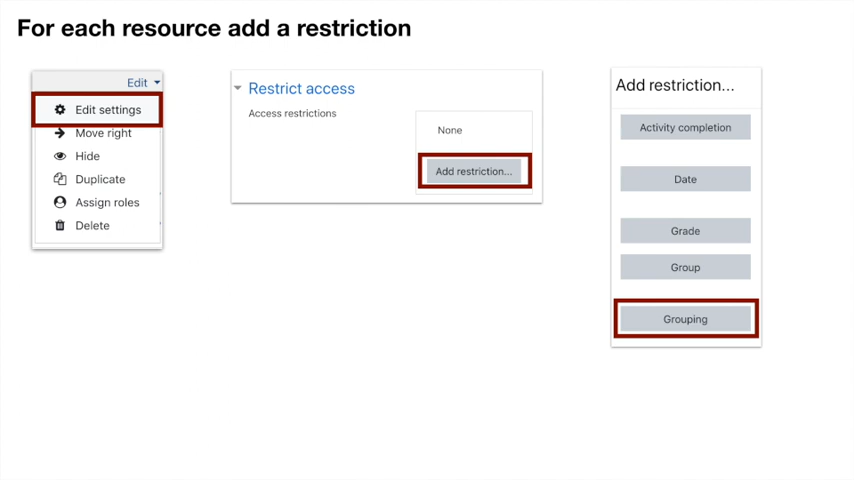 For each resource add a restriction
Edit
Edit settings
Move right
Hide
Duplicate
Assign roles
Delete
Restrict access
Access restrictions
None
Add restriction...
Add restriction...
Activity completion
Date
Grade
Group
Grouping